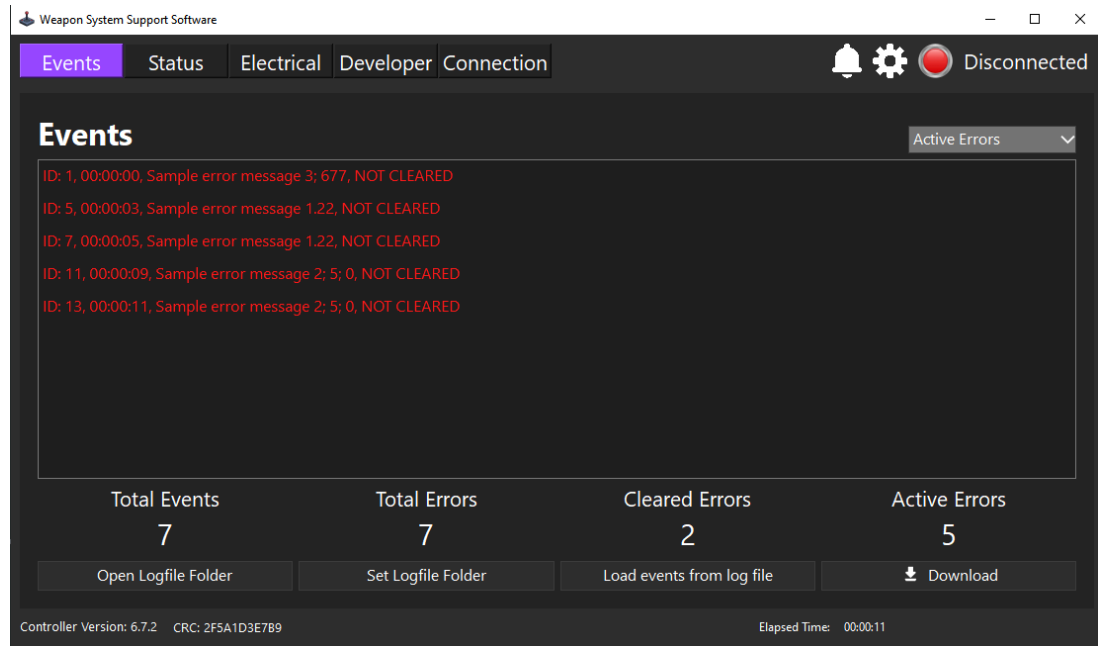 Weapon System Support Software
Events Status Electrical Developer Connection Disconnected
Events
Active Errors
ID: 1, 00:00:00, Sample error message 3; 677, NOT CLEARED
ID: 5, 00:00:03, Sample error message 1.22, NOT CLEARED
ID: 7, 00:00:05, Sample error message 1.22, NOT CLEARED
ID: 11, 00:00:09, Sample error message 2; 5; 0, NOT CLEARED
ID: 13, 00:00:11, Sample error message 2; 5; 0, NOT CLEARED
Total Events Total Errors Cleared Errors Active Errors
7 7 2 5
Open Logfile Folder Set Logfile Folder Load events from log file Download
Controller Version: 6.7.2 CRC: 2F5A1D3E7B9 Elapsed Time: 00:00:11